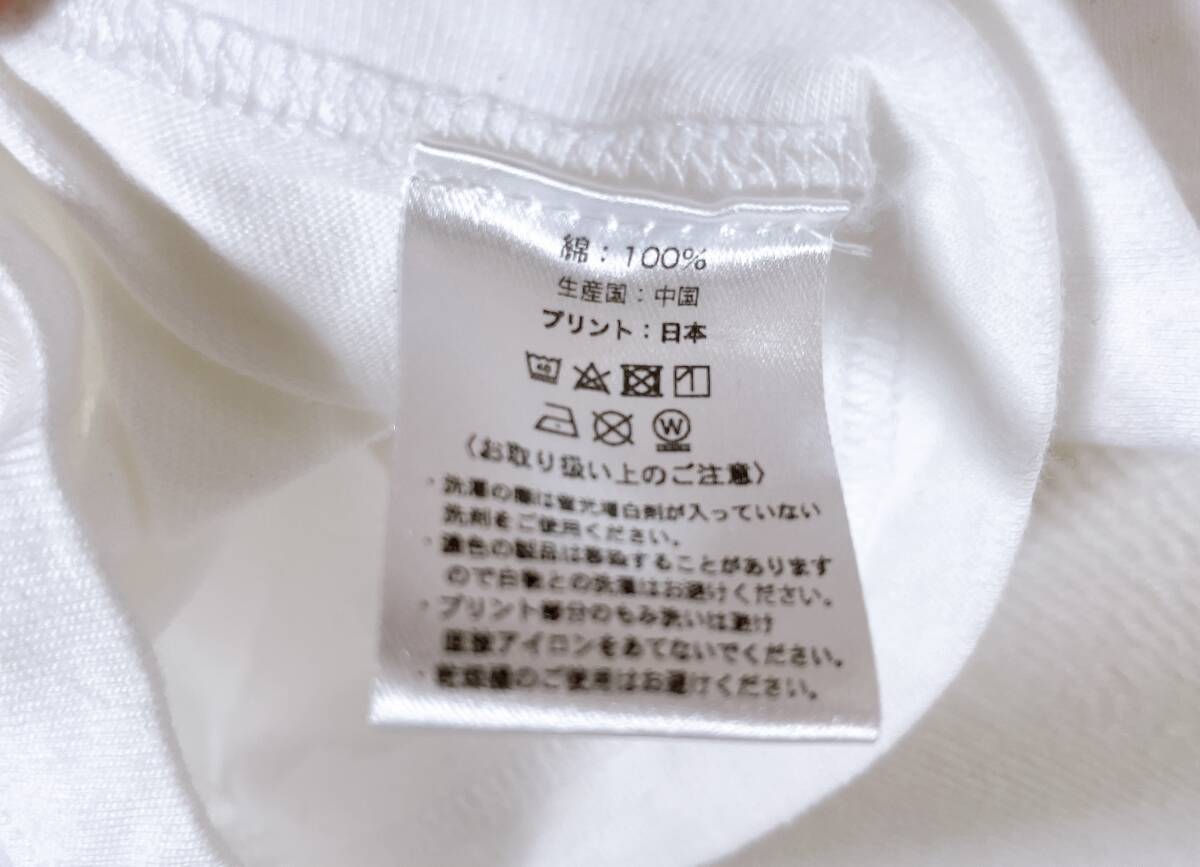 綿：100%
生産国：中国
プリント：日本
40
W
〈お取り扱い上のご注意〉
・洗濯の際は蛍光増白剤が入っていない
洗剤をご使用ください。
・濃色の製品は移染することがあります
ので白物との洗濯はお避けください。
・プリント部分のもみ洗いは避け
直接アイロンをあてないでください。
・乾燥機のご使用はお避けください。